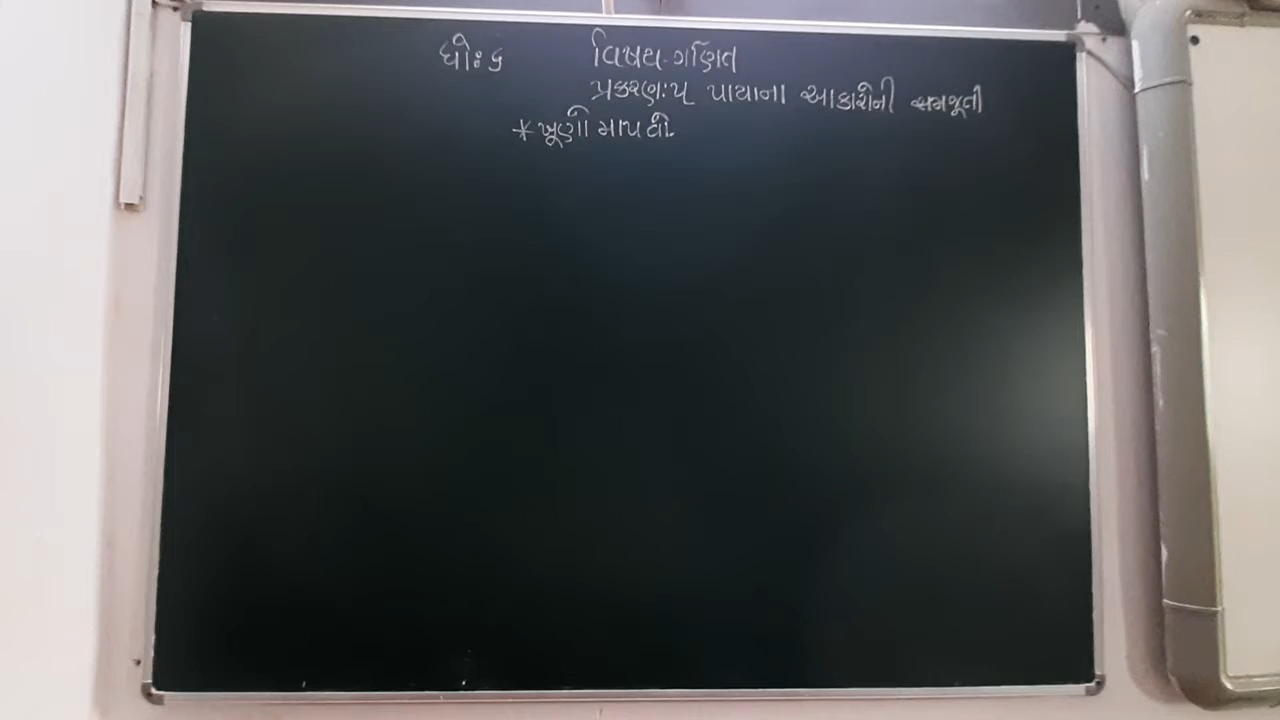 ધોઃ ૬ વિષય-ગણિત
પ્રકરણઃ૫ પાયાના આકારોની સમજૂતી
* ખૂણો માપવો.